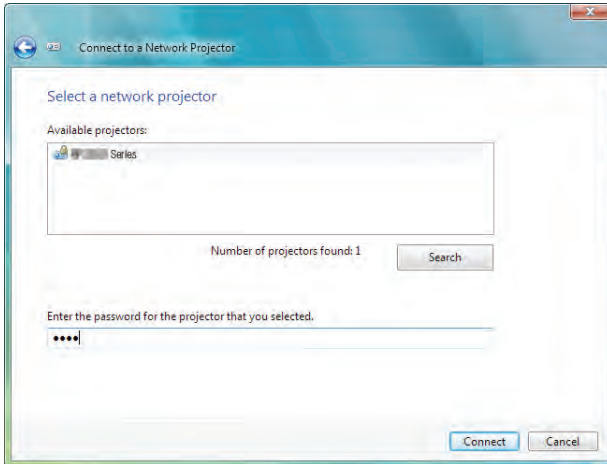 Connect to a Network Projector
Select a network projector
Available projectors:
Series
Number of projectors found: 1
Search
Enter the password for the projector that you selected.
••••
Connect
Cancel